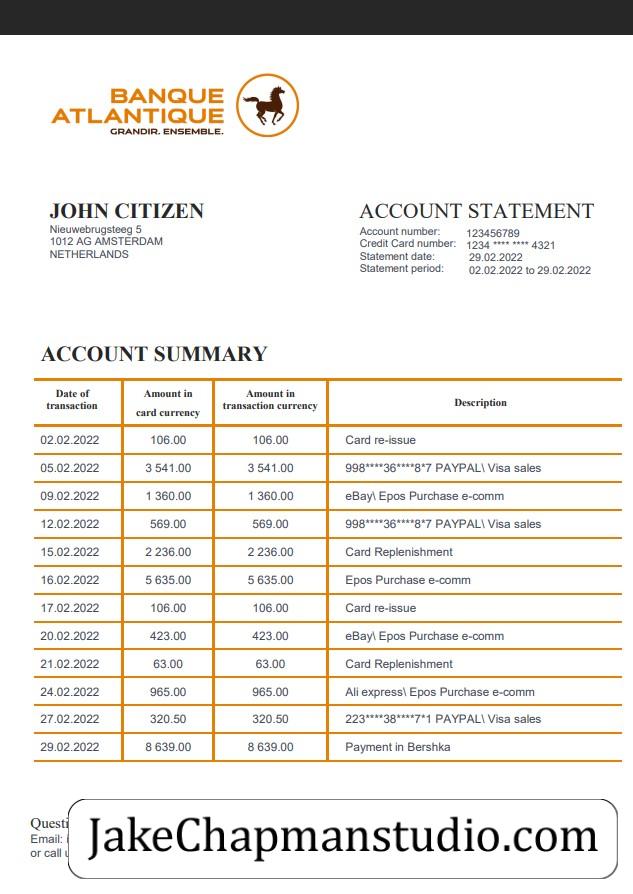 BANQUE
ATLANTIQUE
GRANDIR. ENSEMBLE.
JOHN CITIZEN
Nieuwebrugsteeg 5
1012 AG AMSTERDAM
NETHERLANDS
ACCOUNT STATEMENT
Account number: 123456789
Credit Card number: 1234 **** **** 4321
Statement date: 29.02.2022
Statement period: 02.02.2022 to 29.02.2022
ACCOUNT SUMMARY
Date of transaction Amount in card currency Amount in transaction currency Description
02.02.2022 106.00 106.00 Card re-issue
05.02.2022 3 541.00 3 541.00 998****36****8*7 PAYPAL\ Visa sales
09.02.2022 1 360.00 1 360.00 eBay\ Epos Purchase e-comm
12.02.2022 569.00 569.00 998****36****8*7 PAYPAL\ Visa sales
15.02.2022 2 236.00 2 236.00 Card Replenishment
16.02.2022 5 635.00 5 635.00 Epos Purchase e-comm
17.02.2022 106.00 106.00 Card re-issue
20.02.2022 423.00 423.00 eBay\ Epos Purchase e-comm
21.02.2022 63.00 63.00 Card Replenishment
24.02.2022 965.00 965.00 Ali express\ Epos Purchase e-comm
27.02.2022 320.50 320.50 223****38****7*1 PAYPAL\ Visa sales
29.02.2022 8 639.00 8 639.00 Payment in Bershka
Email:
or call
JakeChapmanstudio.com